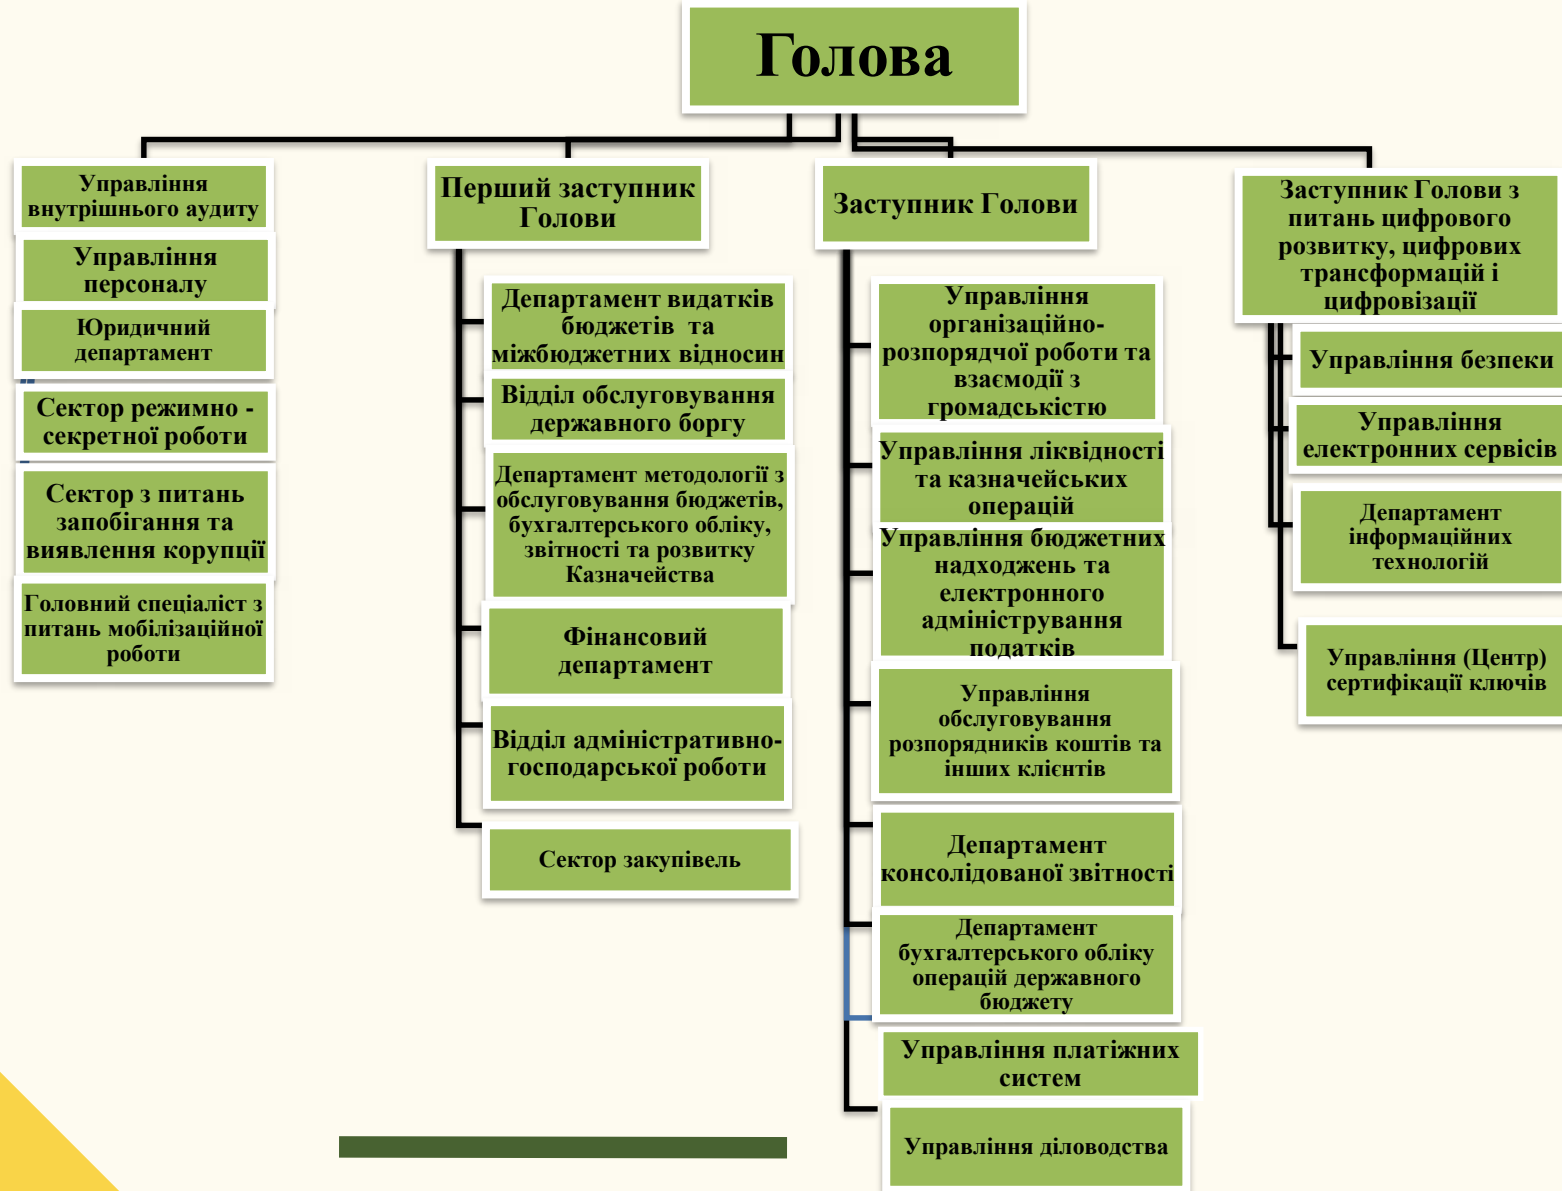 Голова
Управління
внутрішнього аудиту
Управління
персоналу
Юридичний
департамент
Сектор режимно -
секретної роботи
Сектор з питань
запобігання та
виявлення корупції
Головний спеціаліст з
питань мобілізаційної
роботи
Перший заступник
Голови
Департамент видатків
бюджетів та
міжбюджетних відносин
Відділ обслуговування
державного боргу
Департамент методології з
обслуговування бюджетів,
бухгалтерського обліку,
звітності та розвитку
Казначейства
Фінансовий
департамент
Відділ адміністративно-
господарської роботи
Сектор закупівель
Заступник Голови
Управління
організаційно-
розпорядчої роботи та
взаємодії з
громадськістю
Управління ліквідності
та казначейських
операцій
Управління бюджетних
надходжень та
електронного
адміністрування
податків
Управління
обслуговування
розпорядників коштів та
інших клієнтів
Департамент
консолідованої звітності
Департамент
бухгалтерського обліку
операцій державного
бюджету
Управління платіжних
систем
Управління діловодства
Заступник Голови з
питань цифрового
розвитку, цифрових
трансформацій і
цифровізації
Управління безпеки
Управління
електронних сервісів
Департамент
інформаційних
технологій
Управління (Центр)
сертифікації ключів